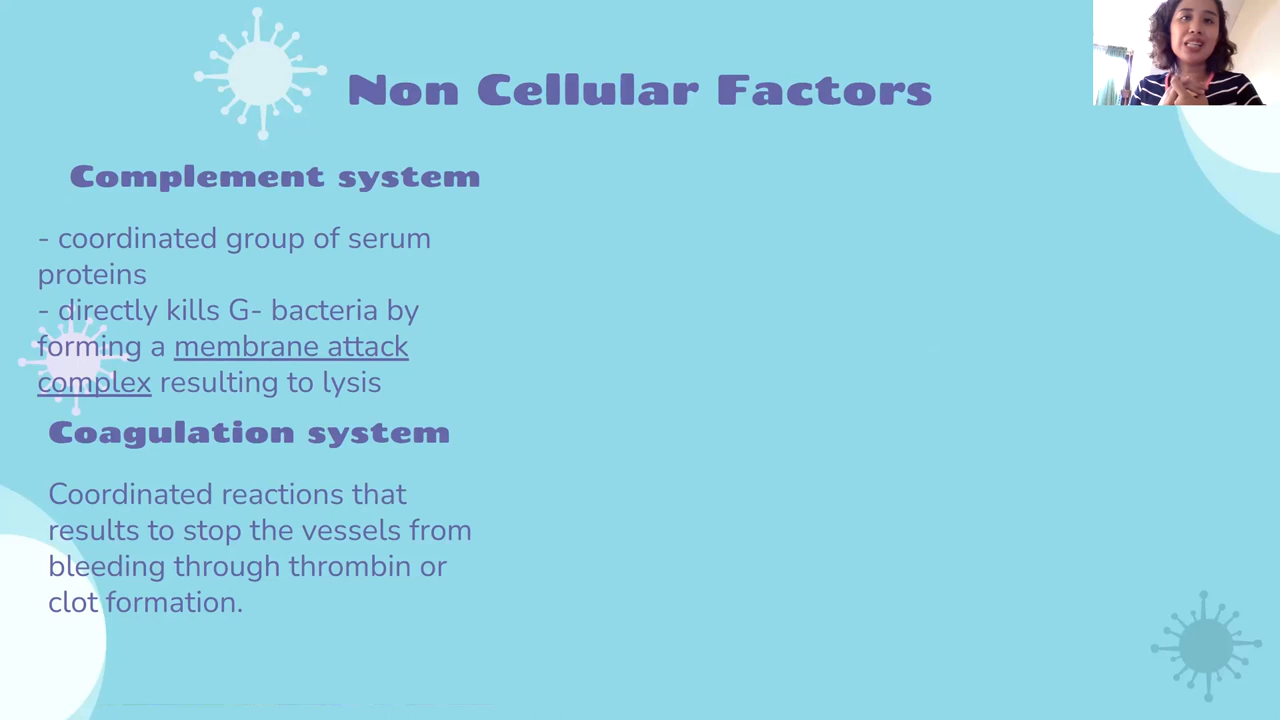 Non Cellular Factors
Complement system
- coordinated group of serum
proteins
- directly kills G- bacteria by
forming a membrane attack
complex resulting to lysis
Coagulation system
Coordinated reactions that
results to stop the vessels from
bleeding through thrombin or
clot formation.